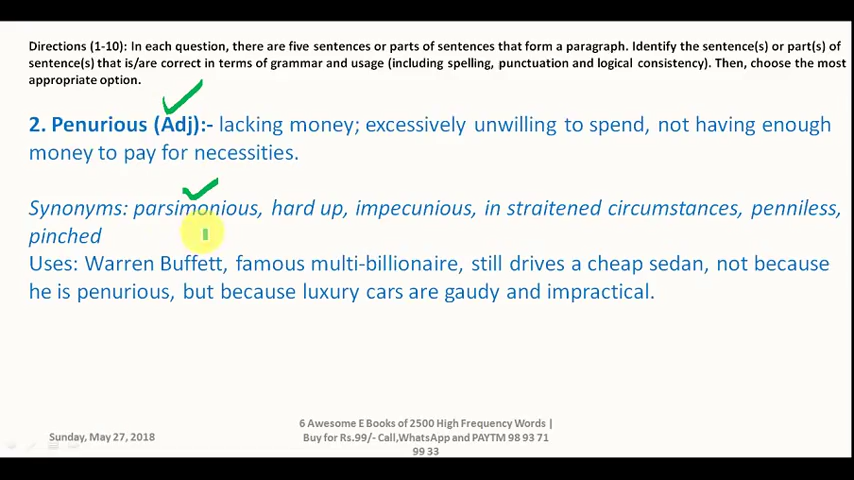 Directions (1-10): In each question, there are five sentences or parts of sentences that form a paragraph. Identify the sentence(s) or part(s) of
sentence(s) that is/are correct in terms of grammar and usage (including spelling, punctuation and logical consistency). Then, choose the most
appropriate option.
2. Penurious (Adj):- lacking money; excessively unwilling to spend, not having enough
money to pay for necessities.
Synonyms: parsimonious, hard up, impecunious, in straitened circumstances, penniless,
pinched
Uses: Warren Buffett, famous multi-billionaire, still drives a cheap sedan, not because
he is penurious, but because luxury cars are gaudy and impractical.
Sunday, May 27, 2018
6 Awesome E Books of 2500 High Frequency Words |
Buy for Rs.99/- Call,WhatsApp and PAYTM 98 93 71
99 33